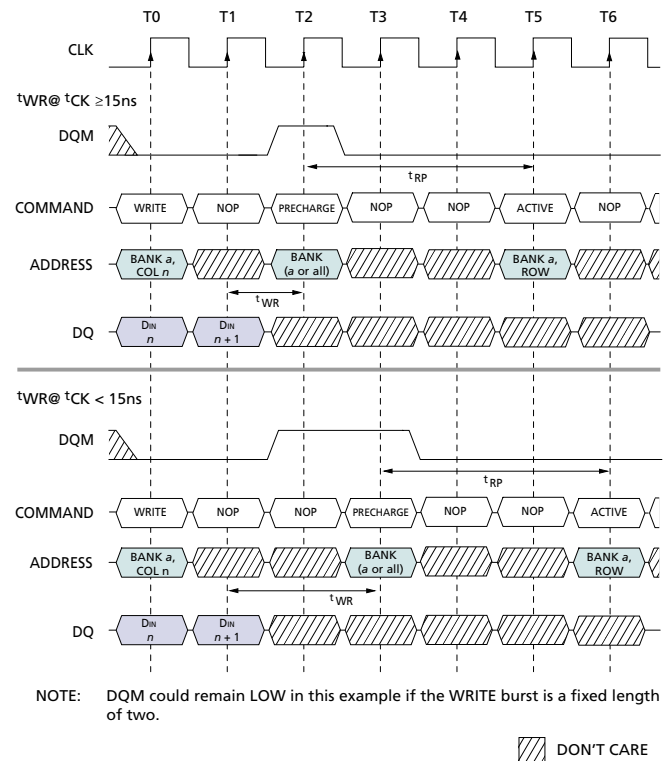 T0 T1 T2 T3 T4 T5 T6
CLK
tWR@ tCK ≥15ns
DQM
tRP
COMMAND WRITE NOP PRECHARGE NOP NOP ACTIVE NOP
ADDRESS BANK a, COL n BANK (a or all) BANK a, ROW
tWR
DQ DIN n DIN n + 1
tWR@ tCK < 15ns
DQM
tRP
COMMAND WRITE NOP NOP PRECHARGE NOP NOP ACTIVE
ADDRESS BANK a, COL n BANK (a or all) BANK a, ROW
tWR
DQ DIN n DIN n + 1
NOTE: DQM could remain LOW in this example if the WRITE burst is a fixed length
of two.
DON'T CARE